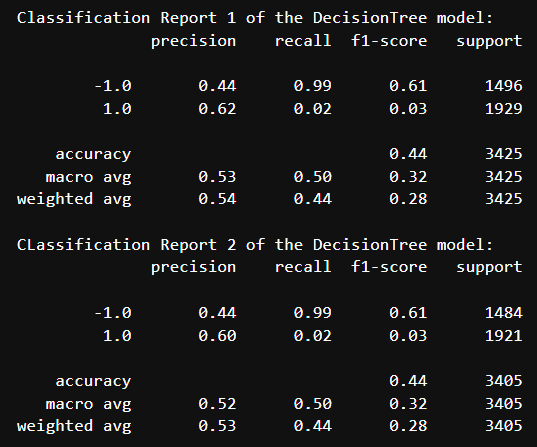 Classification Report 1 of the DecisionTree model:
precision recall f1-score support
-1.0 0.44 0.99 0.61 1496
1.0 0.62 0.02 0.03 1929
accuracy 0.44 3425
macro avg 0.53 0.50 0.32 3425
weighted avg 0.54 0.44 0.28 3425
CLassification Report 2 of the DecisionTree model:
precision recall f1-score support
-1.0 0.44 0.99 0.61 1484
1.0 0.60 0.02 0.03 1921
accuracy 0.44 3405
macro avg 0.52 0.50 0.32 3405
weighted avg 0.53 0.44 0.28 3405